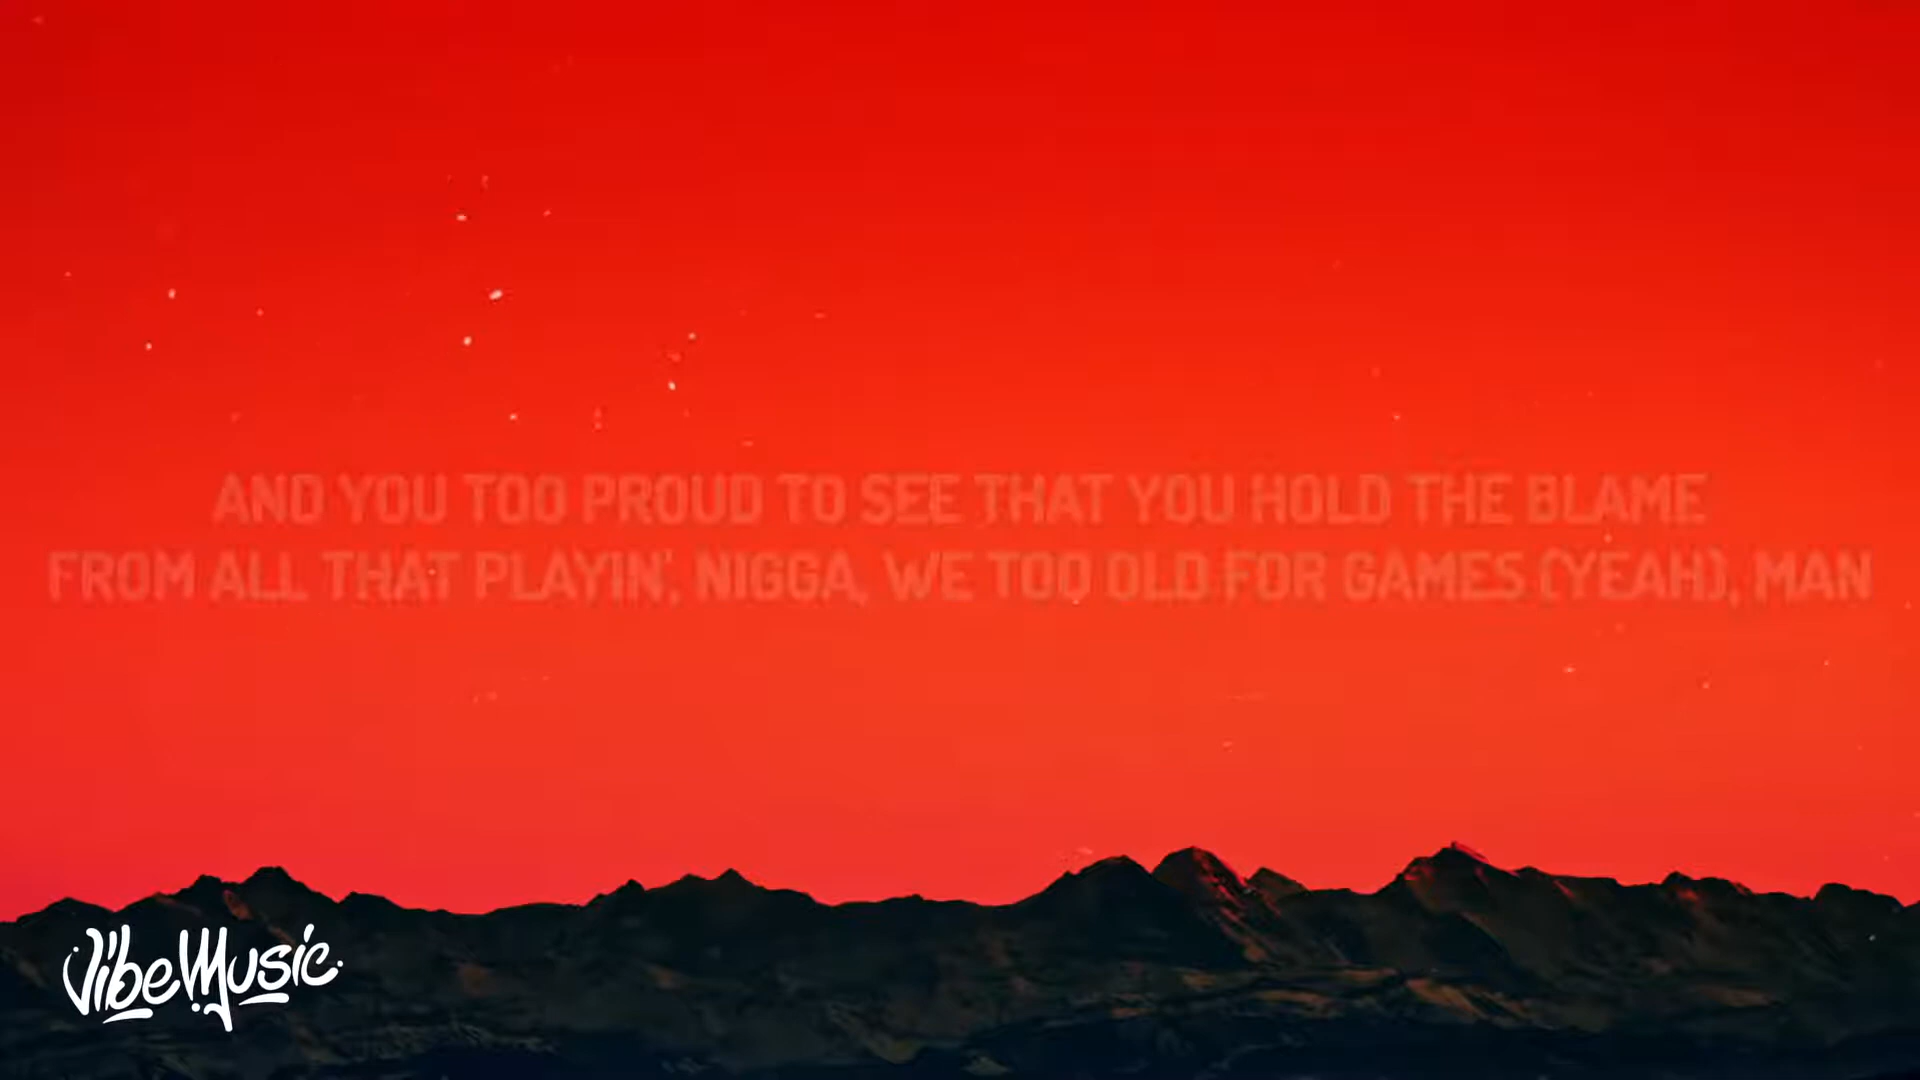 AND YOU TOO PROUD TO SEE THAT YOU HOLD THE BLAME
FROM ALL THAT PLAYIN', NIGGA, WE TOO OLD FOR GAMES (YEAH), MAN
VibeMusic